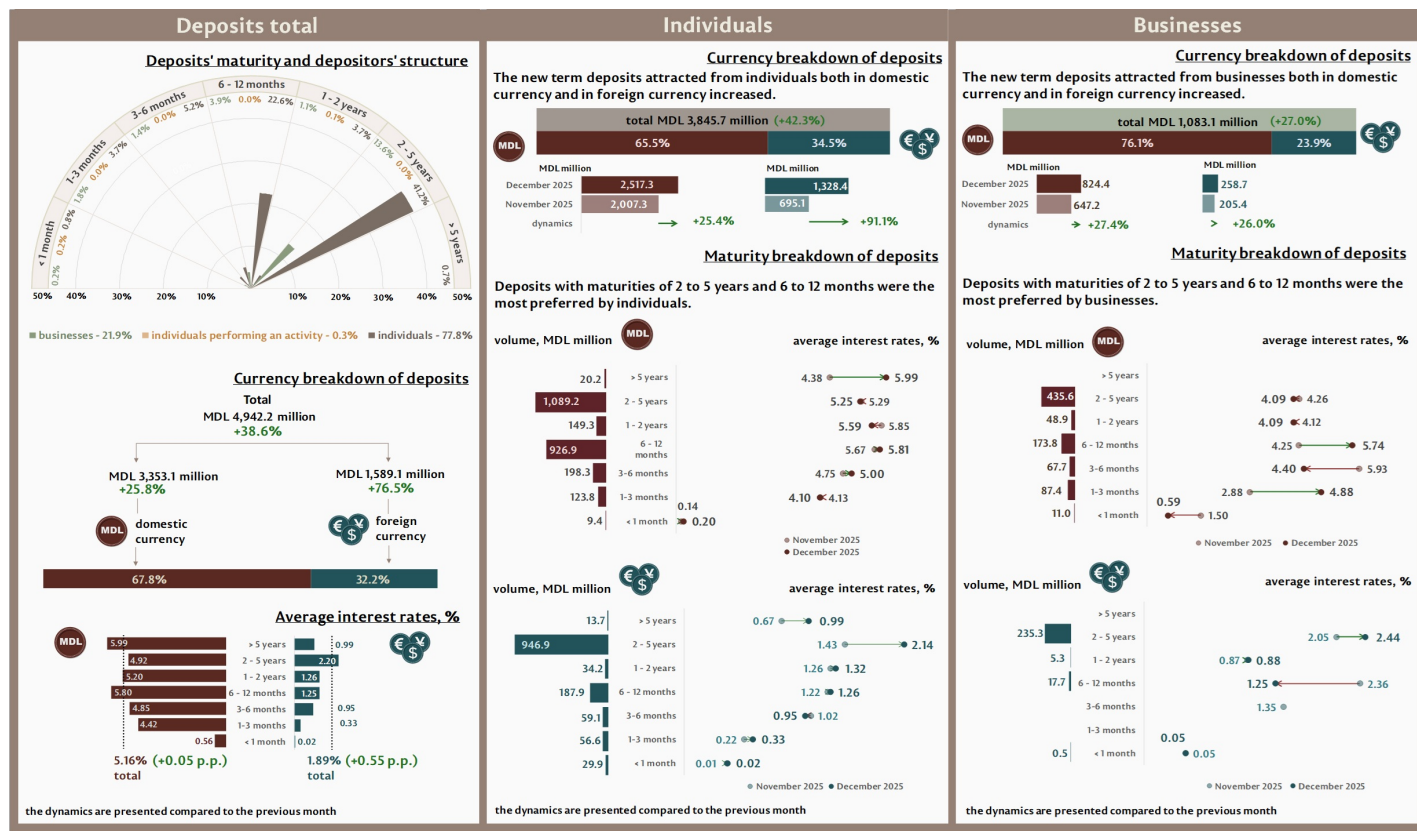 Deposits total
Deposits' maturity and depositors' structure
< 1 month
1-3 months
3-6 months
6 - 12 months
1 - 2 years
2 - 5 years
> 5 years
0.2% 0.2% 0.8%
1.8% 0.0% 3.7%
1.4% 0.0% 5.2%
3.9% 0.0% 22.6%
1.1% 0.1% 3.7%
13.6% 0.0% 41.2%
0.7%
50% 40% 30% 20% 10% 10% 20% 30% 40% 50%
businesses - 21.9% individuals performing an activity - 0.3% individuals - 77.8%
Currency breakdown of deposits
Total
MDL 4,942.2 million
+38.6%
MDL 3,353.1 million
+25.8%
MDL 1,589.1 million
+76.5%
MDL
domestic
currency
€ ¥ $
foreign
currency
67.8% 32.2%
Average interest rates, %
MDL
€ ¥ $
5.99 > 5 years 0.99
4.92 2 - 5 years 2.20
5.20 1 - 2 years 1.26
5.80 6 - 12 months 1.25
4.85 3-6 months 0.95
4.42 1-3 months 0.33
0.56 < 1 month 0.02
5.16% (+0.05 p.p.)
total
1.89% (+0.55 p.p.)
total
the dynamics are presented compared to the previous month
Individuals
Currency breakdown of deposits
The new term deposits attracted from individuals both in domestic
currency and in foreign currency increased.
total MDL 3,845.7 million (+42.3%)
MDL 65.5% 34.5% € ¥ $
MDL million MDL million
December 2025 2,517.3 1,328.4
November 2025 2,007.3 695.1
dynamics +25.4% +91.1%
Maturity breakdown of deposits
Deposits with maturities of 2 to 5 years and 6 to 12 months were the
most preferred by individuals.
volume, MDL million MDL average interest rates, %
20.2 > 5 years 4.38 5.99
1,089.2 2 - 5 years 5.25 5.29
149.3 1 - 2 years 5.59 5.85
926.9 6 - 12
months 5.67 5.81
198.3 3-6 months 4.75 5.00
123.8 1-3 months 4.10 4.13
0.14
9.4 < 1 month 0.20
November 2025
December 2025
volume, MDL million € ¥ $ average interest rates, %
13.7 > 5 years 0.67 0.99
946.9 2 - 5 years 1.43 2.14
34.2 1 - 2 years 1.26 1.32
187.9 6 - 12 months 1.22 1.26
59.1 3-6 months 0.95 1.02
56.6 1-3 months 0.22 0.33
29.9 < 1 month 0.01 0.02
November 2025 December 2025
the dynamics are presented compared to the previous month
Businesses
Currency breakdown of deposits
The new term deposits attracted from businesses both in domestic
currency and in foreign currency increased.
total MDL 1,083.1 million (+27.0%)
MDL 76.1% 23.9% € ¥ $
MDL million MDL million
December 2025 824.4 258.7
November 2025 647.2 205.4
dynamics +27.4% +26.0%
Maturity breakdown of deposits
Deposits with maturities of 2 to 5 years and 6 to 12 months were the
most preferred by businesses.
volume, MDL million MDL average interest rates, %
> 5 years
435.6 2 - 5 years 4.09 4.26
48.9 1 - 2 years 4.09 4.12
173.8 6 - 12 months 4.25 5.74
67.7 3-6 months 4.40 5.93
87.4 1-3 months 2.88 4.88
0.59
11.0 < 1 month 1.50
November 2025 December 2025
volume, MDL million € ¥ $ average interest rates, %
> 5 years
235.3 2 - 5 years 2.05 2.44
5.3 1 - 2 years 0.87 0.88
17.7 6 - 12 months 1.25 2.36
3-6 months 1.35
1-3 months
0.05
0.5 < 1 month 0.05
November 2025 December 2025
the dynamics are presented compared to the previous month